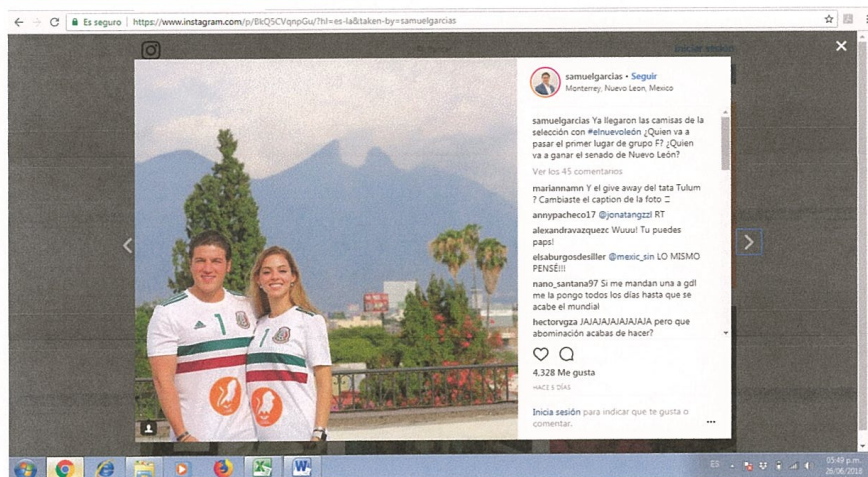 Es seguro | https://www.instagram.com/p/BkQ5CVqnpGu/?hl=es-la&taken-by=samuelgarcias
Iniciar sesión
samuelgarcias • Seguir
Monterrey, Nuevo Leon, Mexico
samuelgarcias Ya llegaron las camisas de la
selección con #elnuevoleón ¿Quien va a
pasar el primer lugar de grupo F? ¿Quien
va a ganar el senado de Nuevo León?
Ver los 45 comentarios
mariannamn Y el give away del tata Tulum
? Cambiaste el caption de la foto
annypacheco17 @jonatangzzl RT
alexandravazquezc Wuuu! Tu puedes
paps!
elsaburgosdesiller @mexic_sin LO MISMO
PENSÉ!!!
nano_santana97 Si me mandan una a gdl
me la pongo todos los días hasta que se
acabe el mundial
hectorvgza JAJAJAJAJAJAJA pero que
abominación acabas de hacer?
4,328 Me gusta
HACE 5 DÍAS
Inicia sesión para indicar que te gusta o
comentar.
1
1
ES
05:49 p.m.
26/06/2018